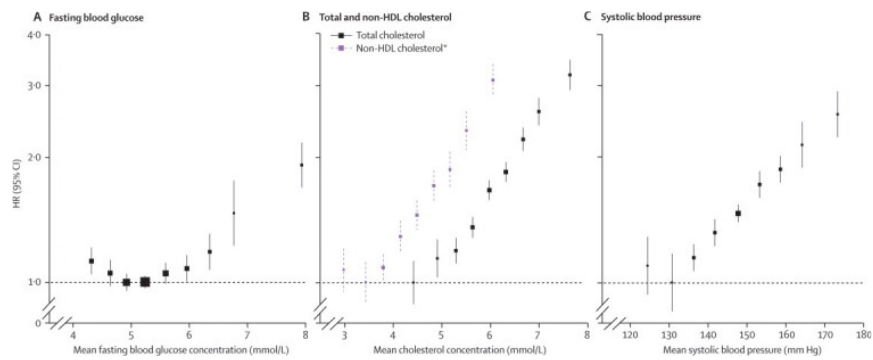 A Fasting blood glucose
B Total and non-HDL cholesterol
C Systolic blood pressure
Total cholesterol
Non-HDL cholesterol*
HR (95% CI)
4·0
3·0
2·0
1·0
0
4 5 6 7 8
Mean fasting blood glucose concentration (mmol/L)
3 4 5 6 7 8
Mean cholesterol concentration (mmol/L)
120 130 140 150 160 170 180
Mean systolic blood pressure (mm Hg)